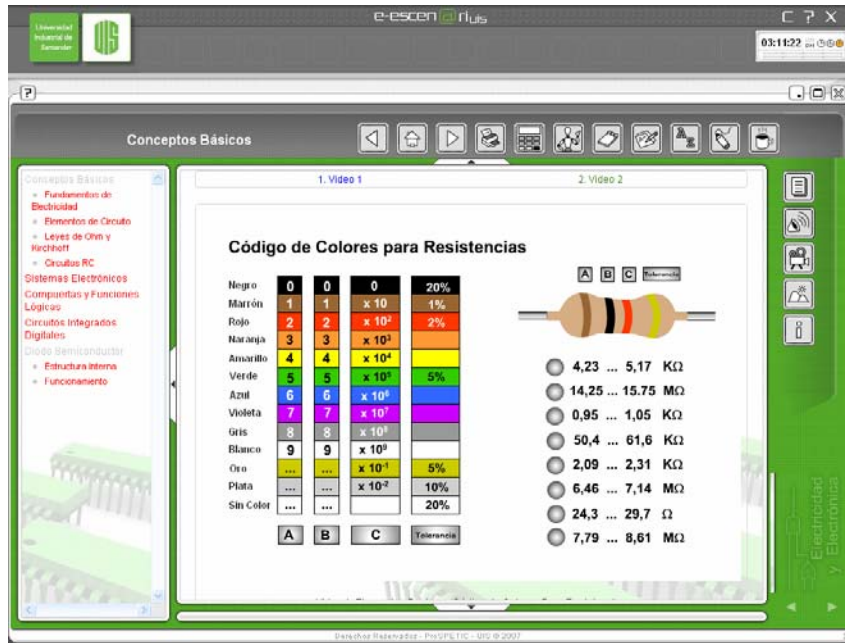 Universidad
Industrial de
Santander
UIS
e-escen@riUIS
C ? X
03:11:22
?
Conceptos Básicos
Conceptos Básicos
Fundamentos de
Electricidad
Elementos de Circuito
Leyes de Ohm y
Kirchhoff
Circuitos RC
Sistemas Electrónicos
Compuertas y Funciones
Lógicas
Circuitos Integrados
Digitales
Diodo Semiconductor
Estructura Interna
Funcionamiento
1. Video 1
2. Video 2
Código de Colores para Resistencias
Negro 0 0 0 20%
Marrón 1 1 x 10 1%
Rojo 2 2 x 10² 2%
Naranja 3 3 x 10³
Amarillo 4 4 x 10⁴
Verde 5 5 x 10⁵ 5%
Azul 6 6 x 10⁶
Violeta 7 7 x 10⁷
Gris 8 8 x 10⁸
Blanco 9 9 x 10⁹
Oro ... ... x 10⁻¹ 5%
Plata ... ... x 10⁻² 10%
Sin Color ... ... 20%
A B C Tolerancia
A B C Tolerancia
4,23 ... 5,17 KΩ
14,25 ... 15.75 MΩ
0,95 ... 1,05 KΩ
50,4 ... 61,6 KΩ
2,09 ... 2,31 KΩ
6,46 ... 7,14 MΩ
24,3 ... 29,7 Ω
7,79 ... 8,61 MΩ
Electricidad
y Electrónica
Derechos Reservados - ProSPETIC - UIS © 2007